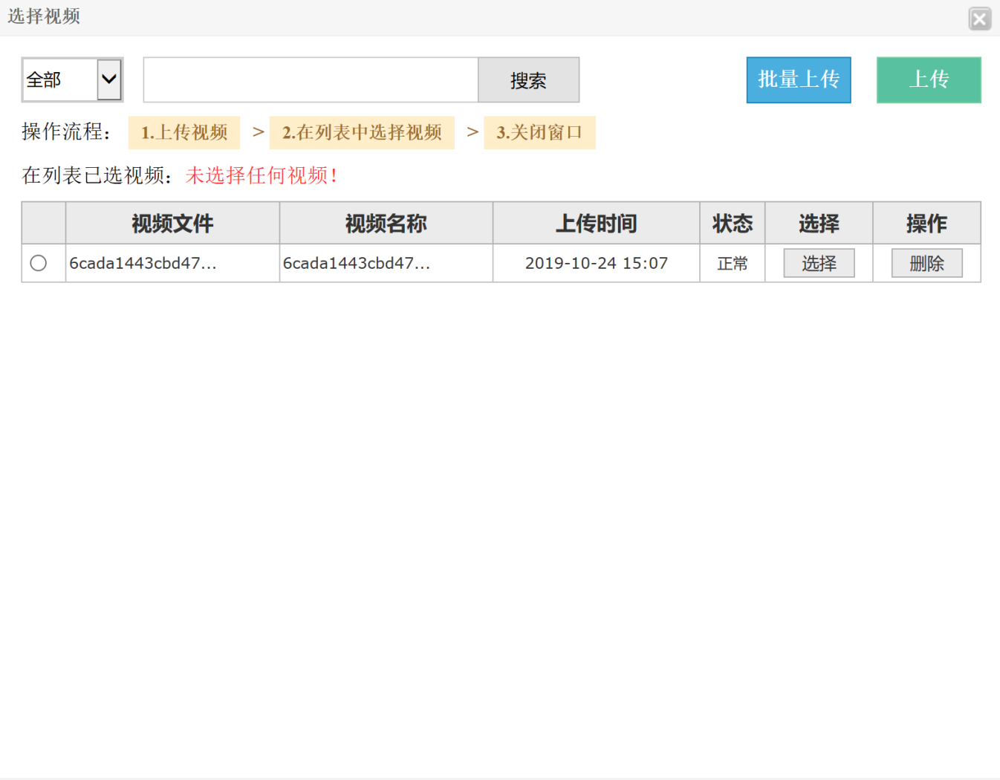 选择视频
全部 搜索 批量上传 上传
操作流程： 1.上传视频 > 2.在列表中选择视频 > 3.关闭窗口
在列表已选视频：未选择任何视频！
视频文件 视频名称 上传时间 状态 选择 操作
6cada1443cbd47... 6cada1443cbd47... 2019-10-24 15:07 正常 选择 删除